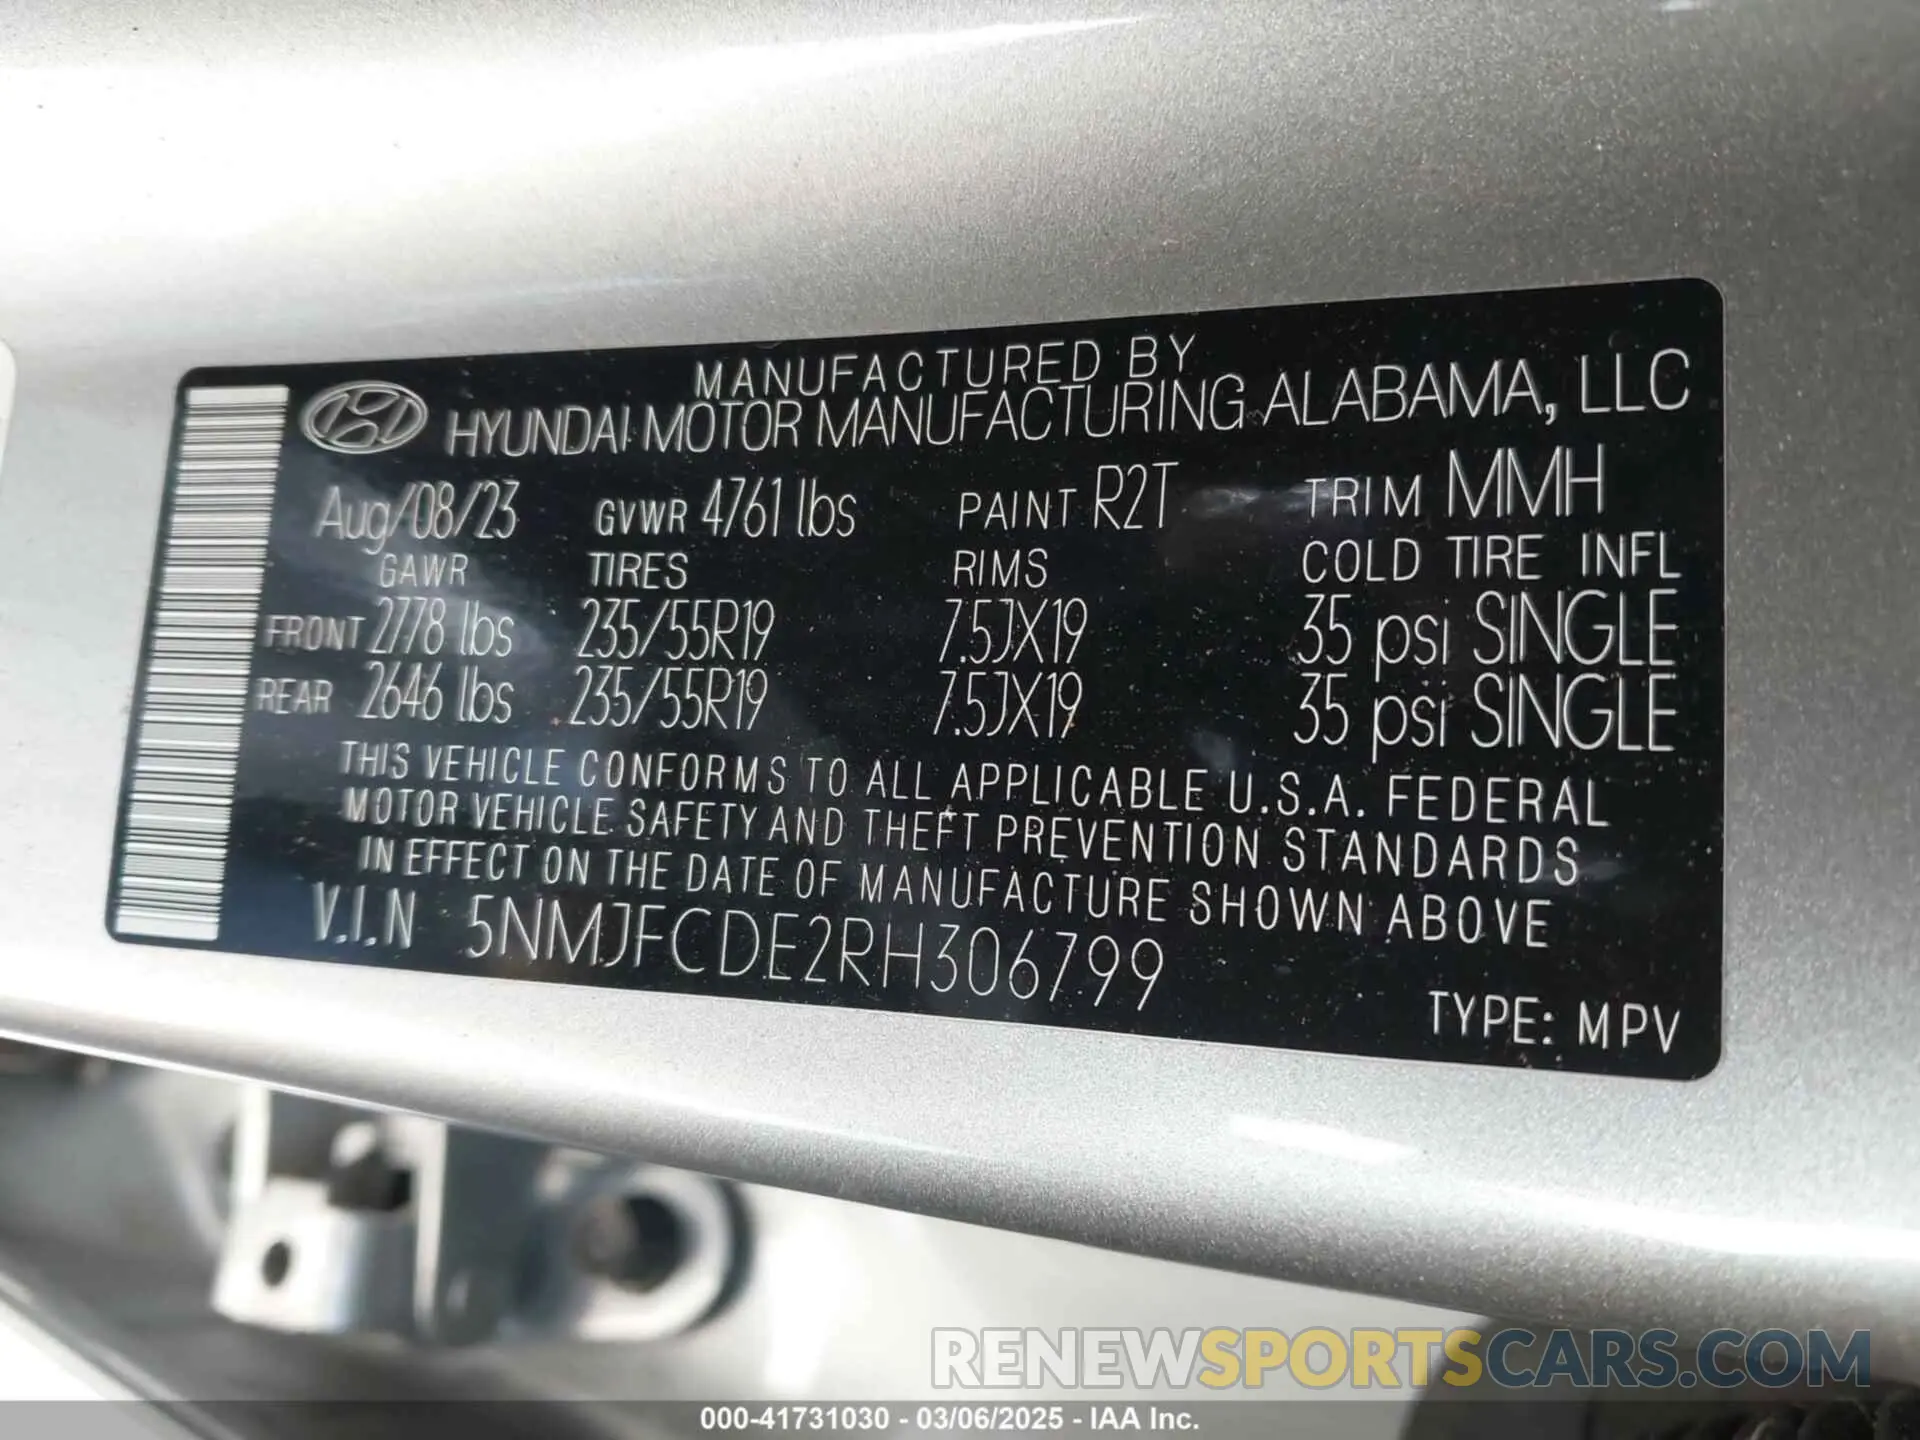 MANUFACTURED BY
HYUNDAI MOTOR MANUFACTURING ALABAMA, LLC
Aug/08/23 GVWR 4761 lbs PAINT R2T TRIM MMH
GAWR TIRES RIMS COLD TIRE INFL
FRONT 2778 lbs 235/55R19 7.5JX19 35 psi SINGLE
REAR 2646 lbs 235/55R19 7.5JX19 35 psi SINGLE
THIS VEHICLE CONFORMS TO ALL APPLICABLE U.S.A. FEDERAL
MOTOR VEHICLE SAFETY AND THEFT PREVENTION STANDARDS
IN EFFECT ON THE DATE OF MANUFACTURE SHOWN ABOVE
V.I.N 5NMJFCDE2RH306799
TYPE: MPV
RENEWSPORTSCARS.COM
000-41731030 - 03/06/2025 - IAA Inc.